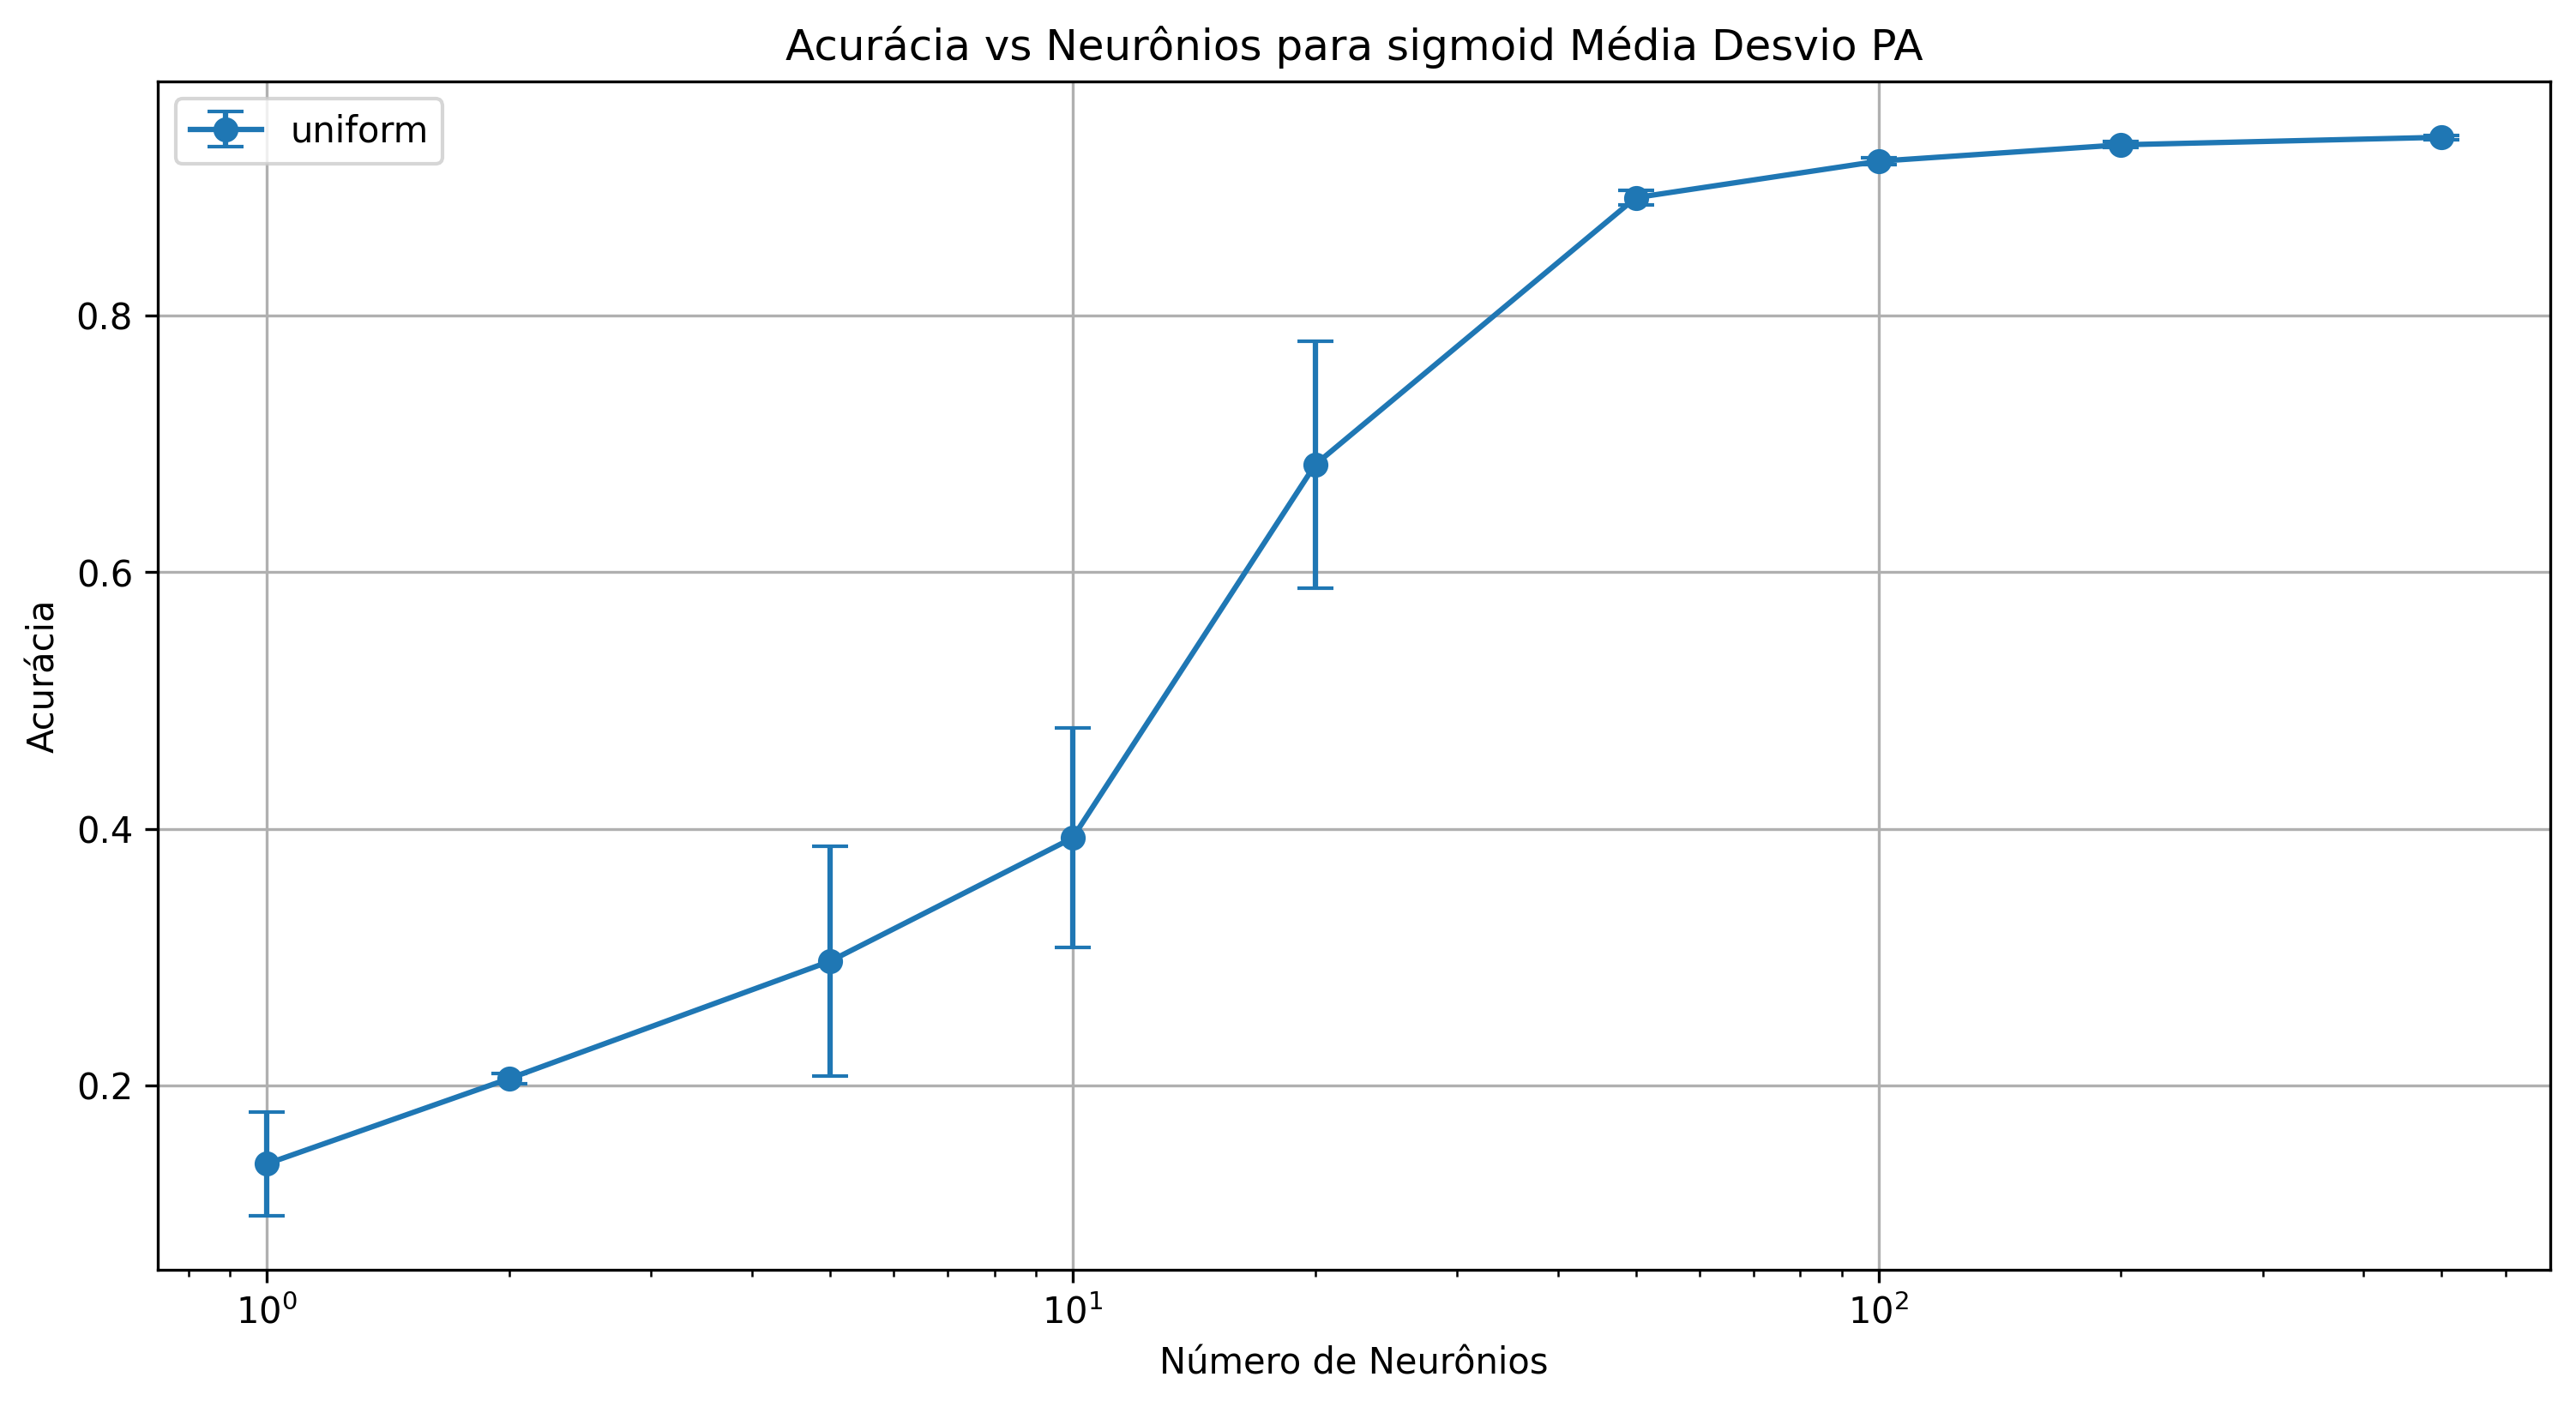 Acurácia vs Neurônios para sigmoid Média Desvio PA
uniform
Acurácia
0.8
0.6
0.4
0.2
10⁰
10¹
10²
Número de Neurônios